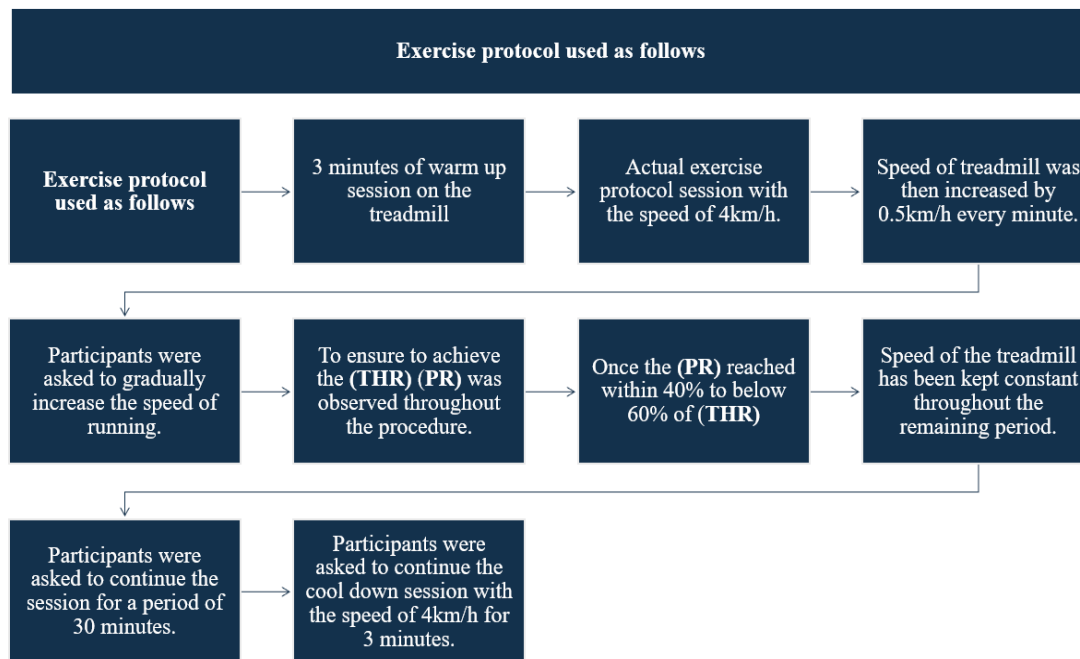 Exercise protocol used as follows
Exercise protocol
used as follows
3 minutes of warm up
session on the
treadmill
Actual exercise
protocol session with
the speed of 4km/h.
Speed of treadmill was
then increased by
0.5km/h every minute.
Participants were
asked to gradually
increase the speed of
running.
To ensure to achieve
the (THR) (PR) was
observed throughout
the procedure.
Once the (PR) reached
within 40% to below
60% of (THR)
Speed of the treadmill
has been kept constant
throughout the
remaining period.
Participants were
asked to continue the
session for a period of
30 minutes.
Participants were
asked to continue the
cool down session with
the speed of 4km/h for
3 minutes.